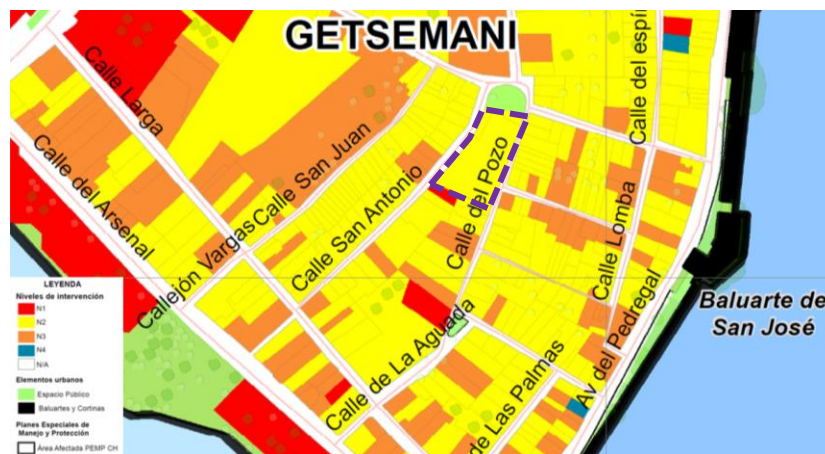 GETSEMANI
Calle Larga
Calle del Arsenal
Calle San Juan
Callejón Vargas
Calle San Antonio
Calle del Pozo
Calle del espí
Calle Lomba
Calle de La Aguada
de Las Palmas
Av del Pedregal
Baluarte de
San José
LEYENDA
Niveles de intervención
N1
N2
N3
N4
N/A
Elementos urbanos
Espacio Público
Baluartes y Cortinas
Planes Especiales de
Manejo y Protección
Área Afectada PEMP CH